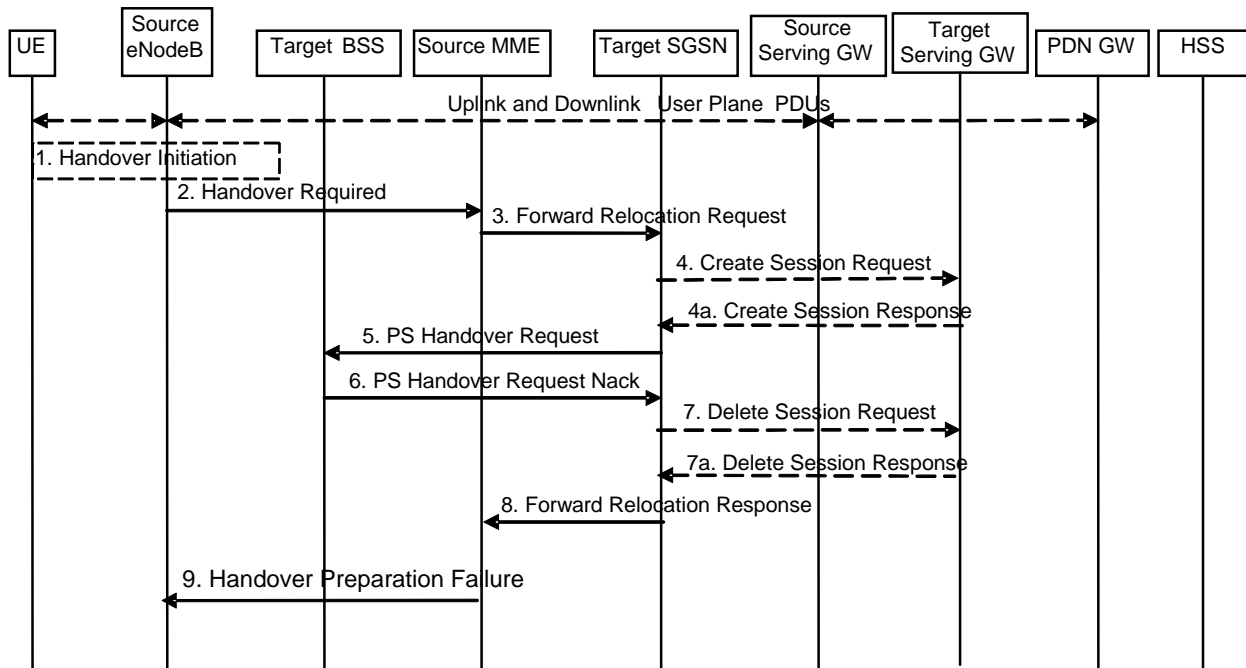 UE
Source
eNodeB
Target BSS
Source MME
Target SGSN
Source
Serving GW
Target
Serving GW
PDN GW
HSS
Uplink and Downlink User Plane PDUs
1. Handover Initiation
2. Handover Required
3. Forward Relocation Request
4. Create Session Request
4a. Create Session Response
5. PS Handover Request
6. PS Handover Request Nack
7. Delete Session Request
7a. Delete Session Response
8. Forward Relocation Response
9. Handover Preparation Failure